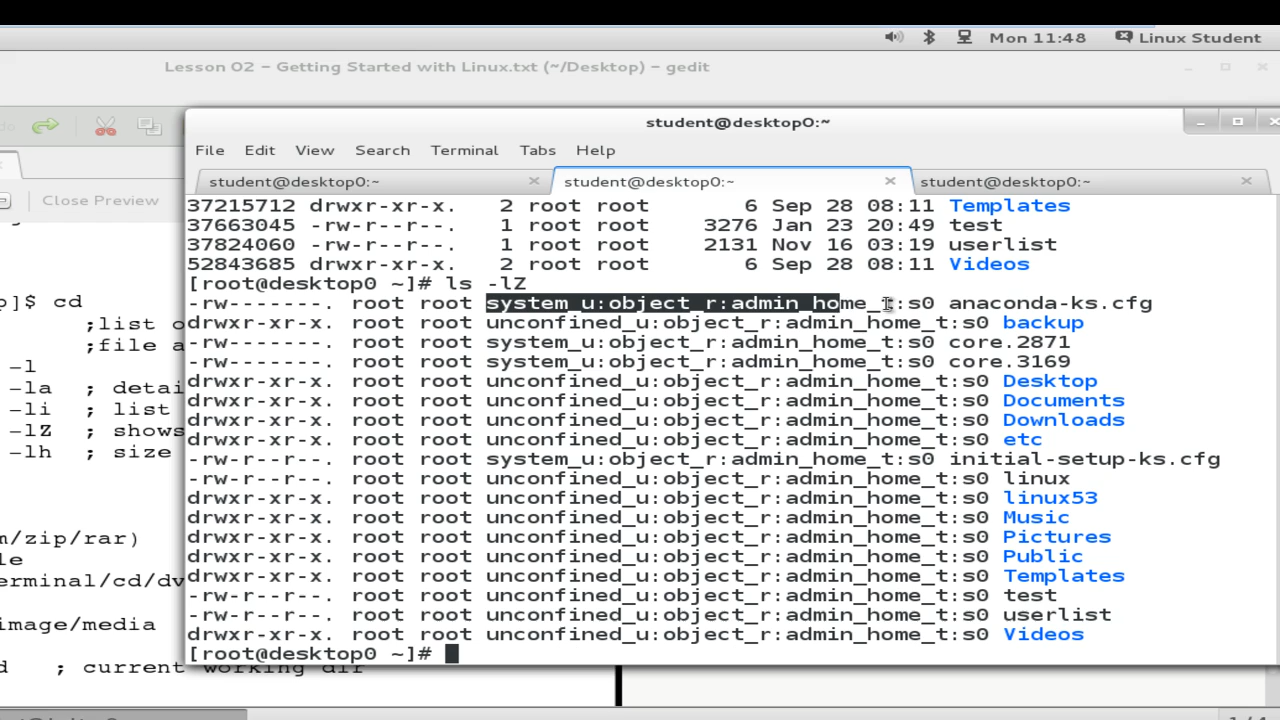 Mon 11:48 Linux Student
Lesson 02 - Getting Started with Linux.txt (~/Desktop) - gedit
student@desktop0:~
File Edit View Search Terminal Tabs Help
student@desktop0:~ student@desktop0:~ student@desktop0:~
Close Preview
37215712 drwxr-xr-x. 2 root root 6 Sep 28 08:11 Templates
37663045 -rw-r--r--. 1 root root 3276 Jan 23 20:49 test
37824060 -rw-r--r--. 1 root root 2131 Nov 16 03:19 userlist
52843685 drwxr-xr-x. 2 root root 6 Sep 28 08:11 Videos
[root@desktop0 ~]# ls -lZ
-rw-------. root root system_u:object_r:admin_home_t:s0 anaconda-ks.cfg
drwxr-xr-x. root root unconfined_u:object_r:admin_home_t:s0 backup
-rw-------. root root system_u:object_r:admin_home_t:s0 core.2871
-rw-------. root root system_u:object_r:admin_home_t:s0 core.3169
drwxr-xr-x. root root unconfined_u:object_r:admin_home_t:s0 Desktop
drwxr-xr-x. root root unconfined_u:object_r:admin_home_t:s0 Documents
drwxr-xr-x. root root unconfined_u:object_r:admin_home_t:s0 Downloads
drwxr-xr-x. root root unconfined_u:object_r:admin_home_t:s0 etc
-rw-r--r--. root root system_u:object_r:admin_home_t:s0 initial-setup-ks.cfg
-rw-r--r--. root root unconfined_u:object_r:admin_home_t:s0 linux
drwxr-xr-x. root root unconfined_u:object_r:admin_home_t:s0 linux53
drwxr-xr-x. root root unconfined_u:object_r:admin_home_t:s0 Music
drwxr-xr-x. root root unconfined_u:object_r:admin_home_t:s0 Pictures
drwxr-xr-x. root root unconfined_u:object_r:admin_home_t:s0 Public
drwxr-xr-x. root root unconfined_u:object_r:admin_home_t:s0 Templates
-rw-r--r--. root root unconfined_u:object_r:admin_home_t:s0 test
-rw-r--r--. root root unconfined_u:object_r:admin_home_t:s0 userlist
drwxr-xr-x. root root unconfined_u:object_r:admin_home_t:s0 Videos
[root@desktop0 ~]#
p]$ cd
;list o
;file a
-l
-la ; detai
-li ; list
-lZ ; shows
-lh ; size
m/zip/rar)
le
erminal/cd/dv
image/media
d ; current working dir